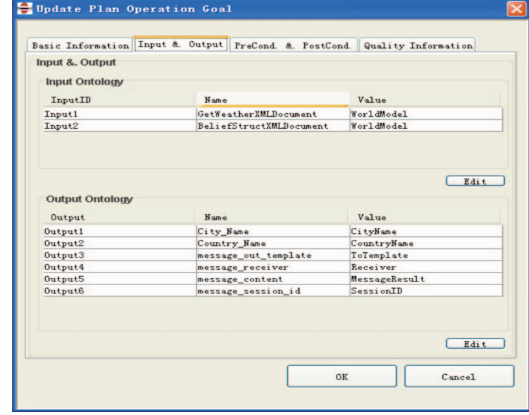 Update Plan Operation Goal
Basic Information Input &. Output PreCond. &. PostCond. Quality Information
Input &. Output
Input Ontology
InputID Name Value
Input1 GetWeatherXMLDocument WorldModel
Input2 BeliefStructXMLDocument WorldModel
Edit
Output Ontology
Output Name Value
Output1 City_Name CityName
Output2 Country_Name CountryName
Output3 message_out_template ToTemplate
Output4 message_receiver Receiver
Output5 message_content MessageResult
Output6 message_session_id SessionID
Edit
OK Cancel